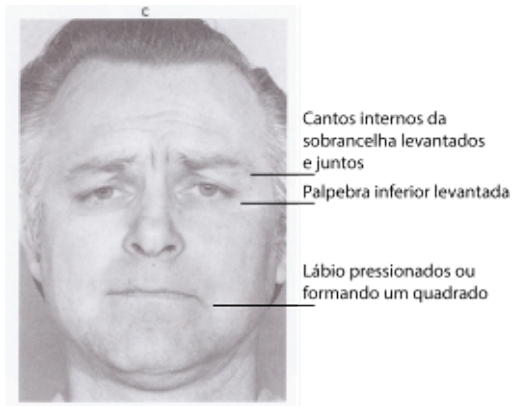 c
Cantos internos da
sobrancelha levantados
e juntos
Palpebra inferior levantada
Lábio pressionados ou
formando um quadrado